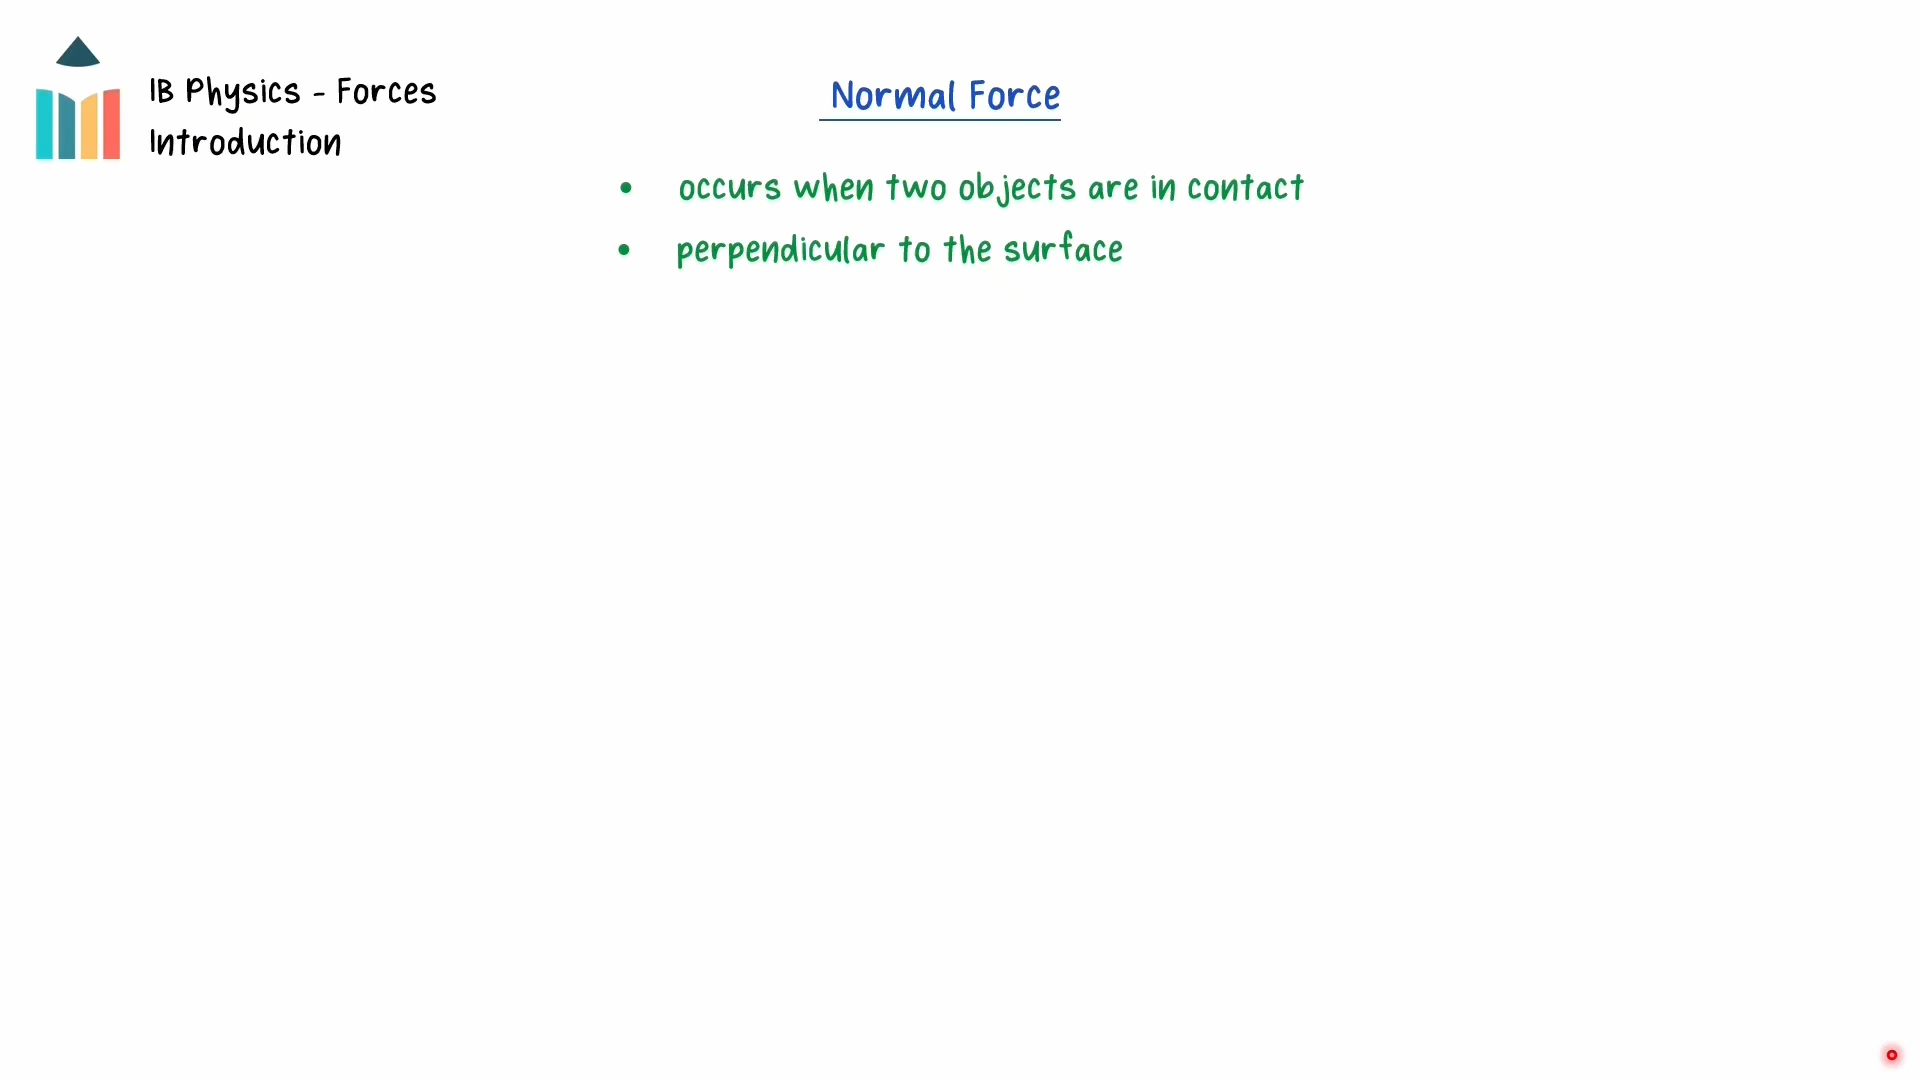 IB Physics - Forces
Introduction
Normal Force
• occurs when two objects are in contact
• perpendicular to the surface